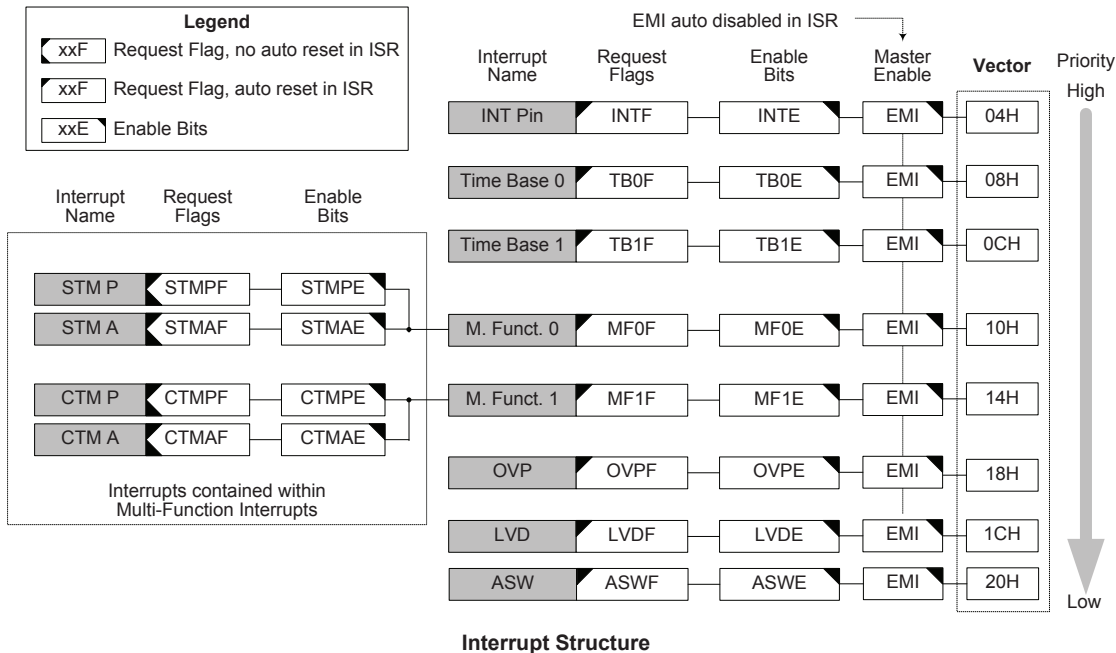 Legend
xxF Request Flag, no auto reset in ISR
xxF Request Flag, auto reset in ISR
xxE Enable Bits
EMI auto disabled in ISR
Interrupt Name Request Flags Enable Bits Master Enable Vector Priority
High
INT Pin INTF INTE EMI 04H
Time Base 0 TB0F TB0E EMI 08H
Time Base 1 TB1F TB1E EMI 0CH
Interrupt Name Request Flags Enable Bits
STM P STMPF STMPE
STM A STMAF STMAE M. Funct. 0 MF0F MF0E EMI 10H
CTM P CTMPF CTMPE M. Funct. 1 MF1F MF1E EMI 14H
CTM A CTMAF CTMAE
Interrupts contained within
Multi-Function Interrupts
OVP OVPF OVPE EMI 18H
LVD LVDF LVDE EMI 1CH
ASW ASWF ASWE EMI 20H
Low
Interrupt Structure